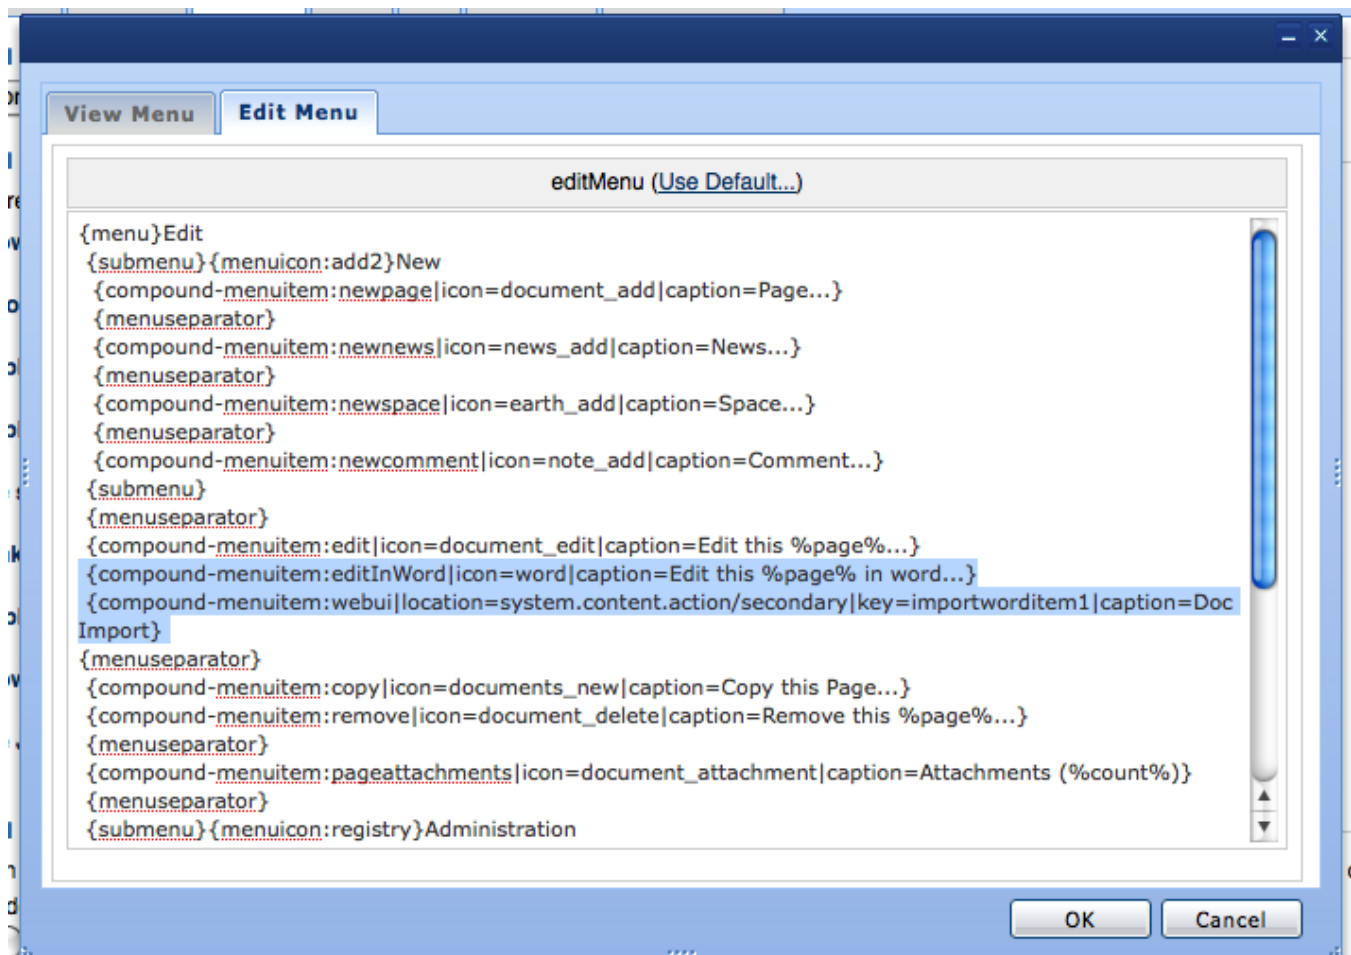 View Menu
Edit Menu
editMenu (Use Default...)
{menu}Edit
{submenu}{menuicon:add2}New
{compound-menuitem:newpage|icon=document_add|caption=Page...}
{menuseparator}
{compound-menuitem:newnews|icon=news_add|caption=News...}
{menuseparator}
{compound-menuitem:newspace|icon=earth_add|caption=Space...}
{menuseparator}
{compound-menuitem:newcomment|icon=note_add|caption=Comment...}
{submenu}
{menuseparator}
{compound-menuitem:edit|icon=document_edit|caption=Edit this %page%...}
{compound-menuitem:editInWord|icon=word|caption=Edit this %page% in word...}
{compound-menuitem:webui|location=system.content.action/secondary|key=importworditem1|caption=Doc
Import}
{menuseparator}
{compound-menuitem:copy|icon=documents_new|caption=Copy this Page...}
{compound-menuitem:remove|icon=document_delete|caption=Remove this %page%...}
{menuseparator}
{compound-menuitem:pageattachments|icon=document_attachment|caption=Attachments (%count%)}
{menuseparator}
{submenu}{menuicon:registry}Administration
OK
Cancel